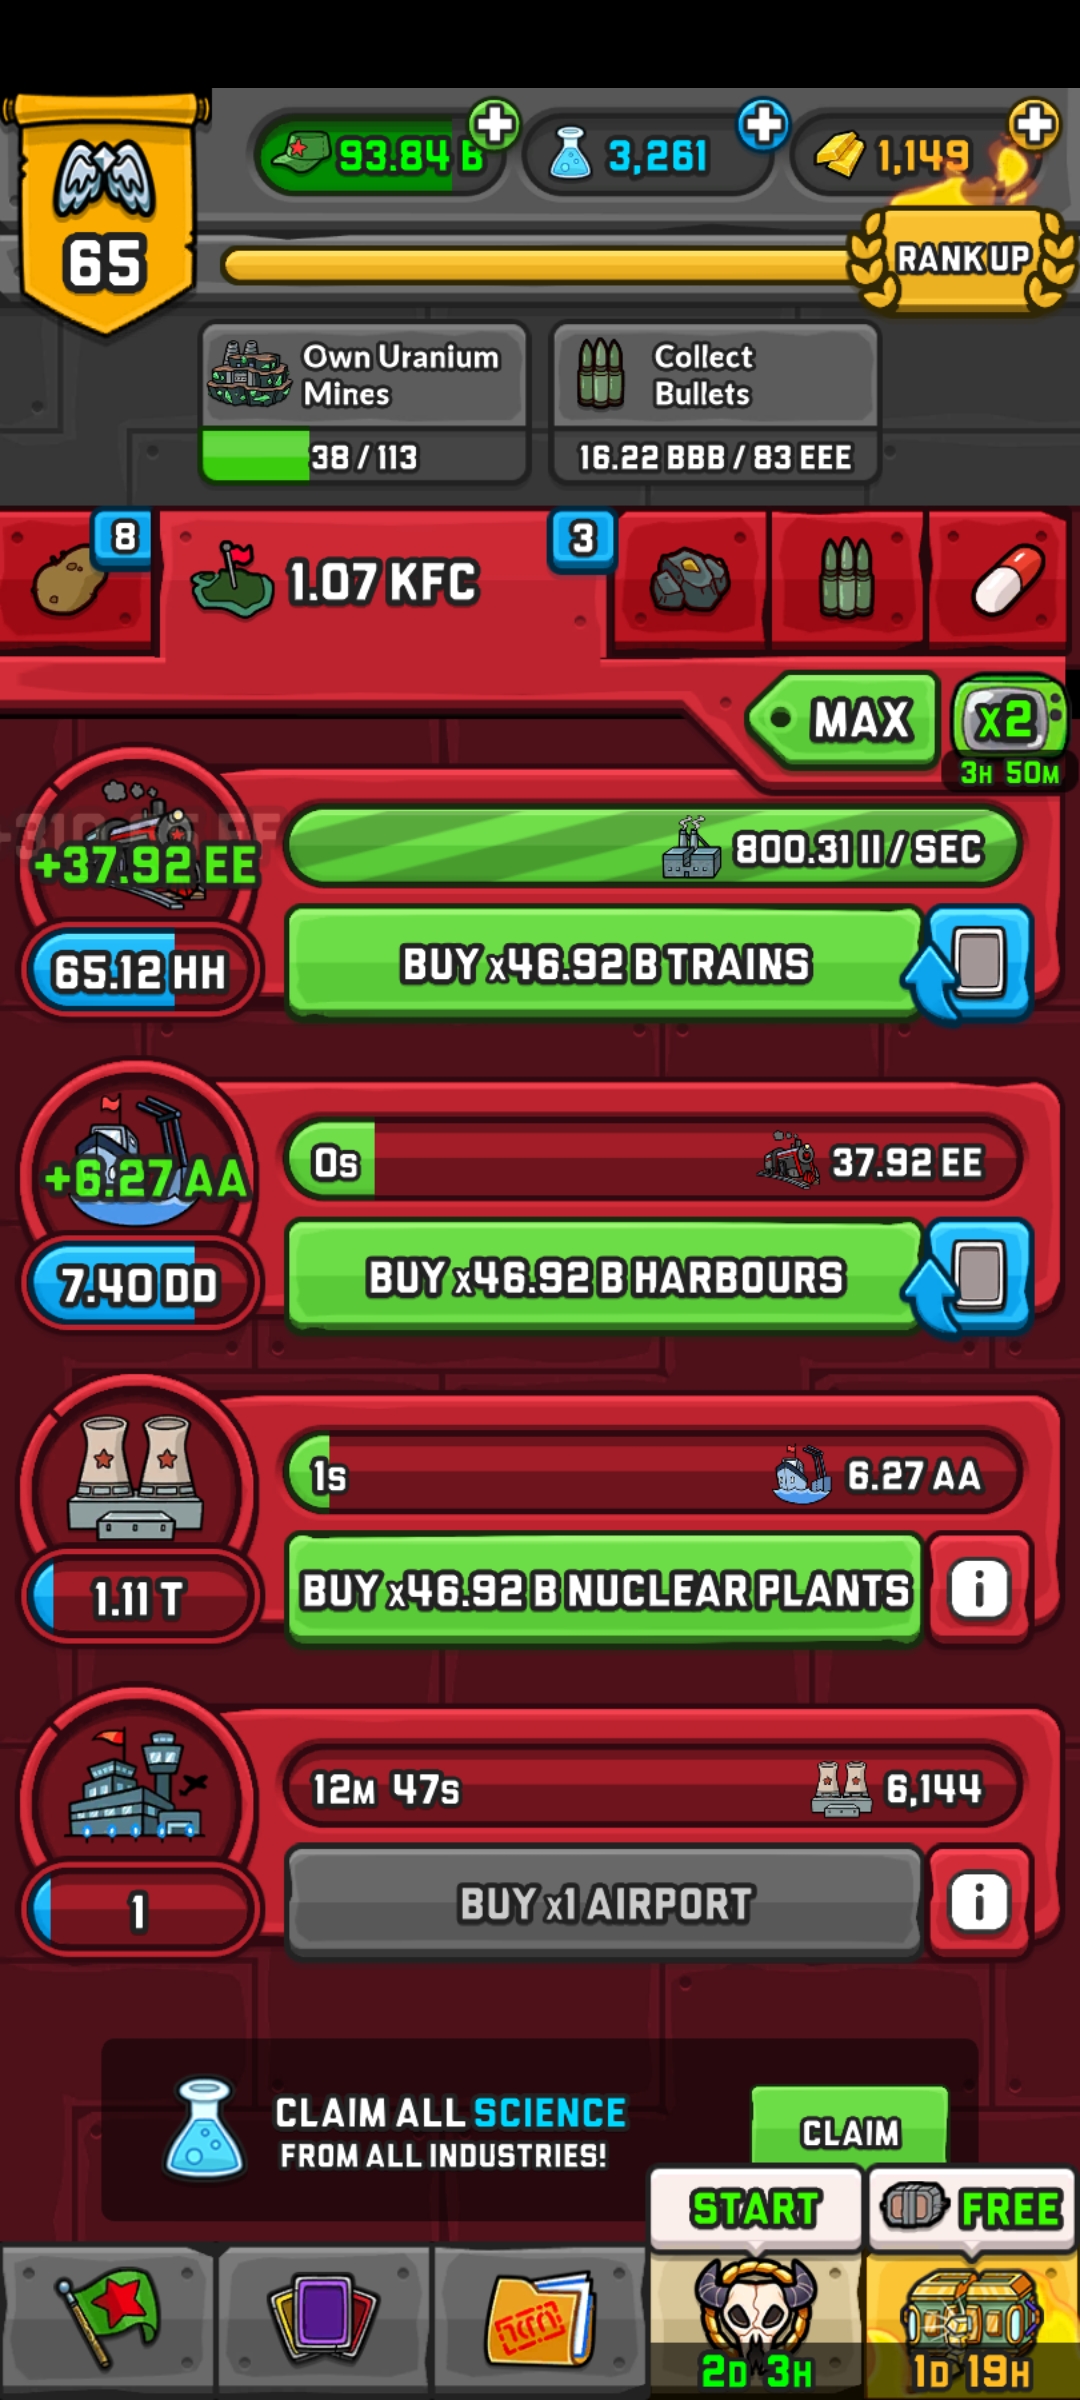 93.84 B
3,261
1,149
65
RANK UP
Own Uranium
Mines
38 / 113
Collect
Bullets
16.22 BBB / 83 EEE
8
1.07 KFC
3
MAX
x2
3H 50M
+37.92 EE
800.31 II / SEC
65.12 HH
BUY x46.92 B TRAINS
+6.27 AA
0s
37.92 EE
7.40 DD
BUY x46.92 B HARBOURS
1s
6.27 AA
1.11 T
BUY x46.92 B NUCLEAR PLANTS
i
12M 47s
6,144
1
BUY x1 AIRPORT
i
CLAIM ALL SCIENCE
FROM ALL INDUSTRIES!
CLAIM
START
FREE
2D 3H
1D 19H